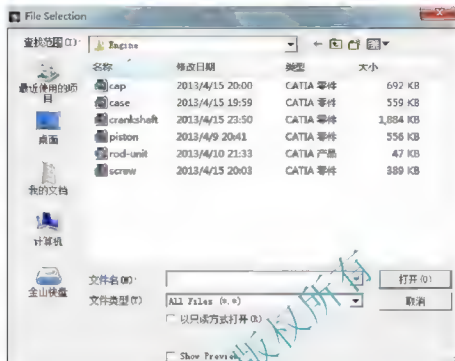 File Selection
查找范围(I): Engine
名称 修改日期 类型 大小
cap 2013/4/15 20:00 CATIA 零件 692 KB
case 2013/4/15 19:59 CATIA 零件 559 KB
crankshaft 2013/4/15 23:50 CATIA 零件 1,884 KB
piston 2013/4/9 20:41 CATIA 零件 556 KB
rod-unit 2013/4/10 21:33 CATIA 产品 47 KB
screw 2013/4/15 20:03 CATIA 零件 389 KB
最近使用的项目
桌面
我的文档
计算机
金山快盘
文件名(N): 打开(O)
文件类型(T): All Files (*.*) 取消
以只读方式打开(R)
Show Preview
版权所有